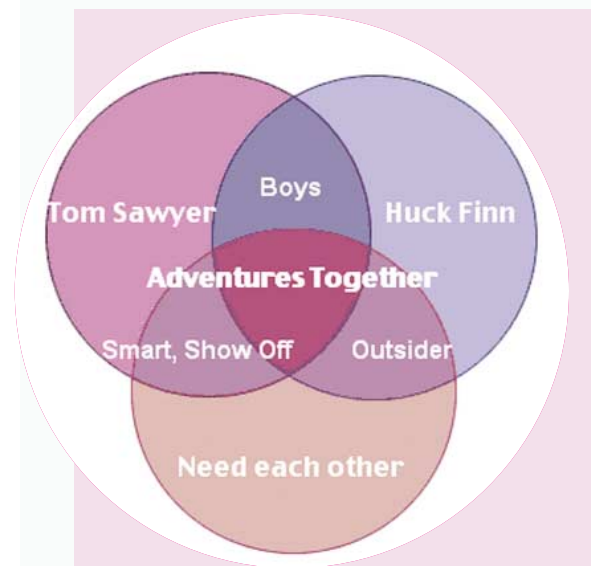 Boys
Tom Sawyer
Huck Finn
Adventures Together
Smart, Show Off
Outsider
Need each other